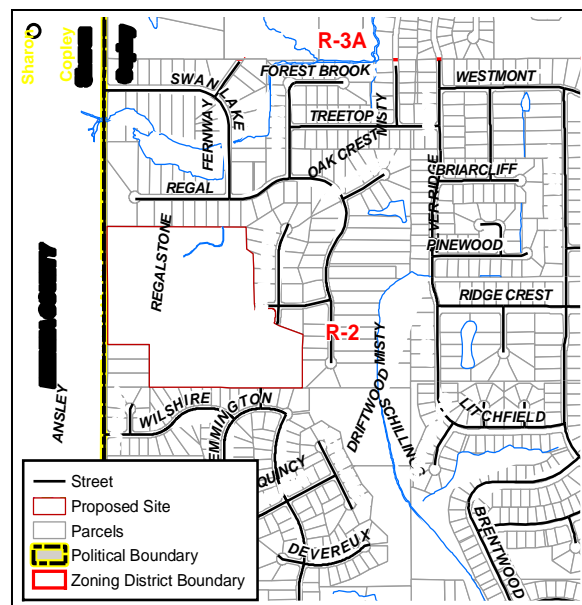 R-3A
Sharon
Copley
SWAN LAKE
FOREST BROOK
WESTMONT
FERNWAY
TREETOP
MISTY
OAK CREST
BRIARCLIFF
REGAL
REGALSTONE
PINEWOOD
RIDGE CREST
R-2
DRIFTWOOD MISTY
SCHILLING
LITCHFIELD
WILSHIRE
EMMINGTON
ANSLEY
QUINCY
BRENTWOOD
DEVEREUX
Street
Proposed Site
Parcels
Political Boundary
Zoning District Boundary